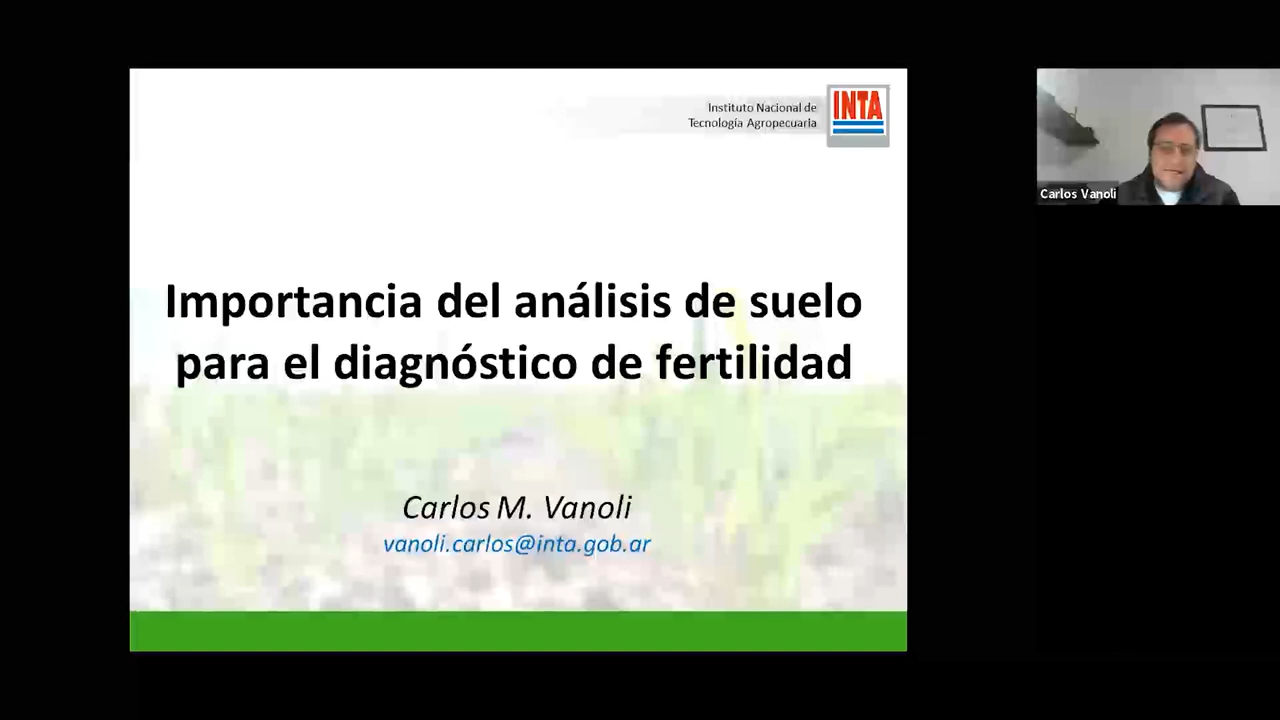 Instituto Nacional de
Tecnología Agropecuaria
INTA
Importancia del análisis de suelo
para el diagnóstico de fertilidad
Carlos M. Vanoli
vanoli.carlos@inta.gob.ar
Carlos Vanoli